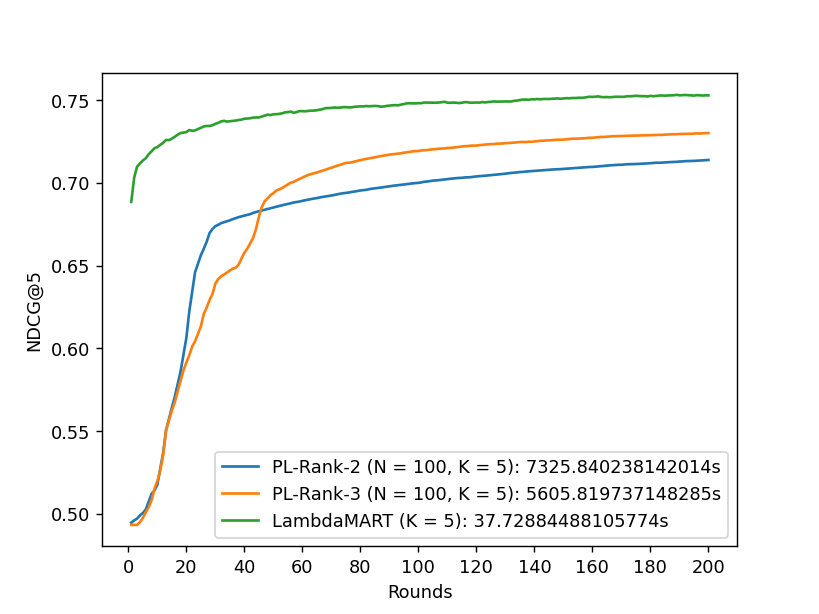 0.75
0.70
0.65
0.60
0.55
0.50
NDCG@5
PL-Rank-2 (N = 100, K = 5): 7325.840238142014s
PL-Rank-3 (N = 100, K = 5): 5605.819737148285s
LambdaMART (K = 5): 37.72884488105774s
0 20 40 60 80 100 120 140 160 180 200
Rounds